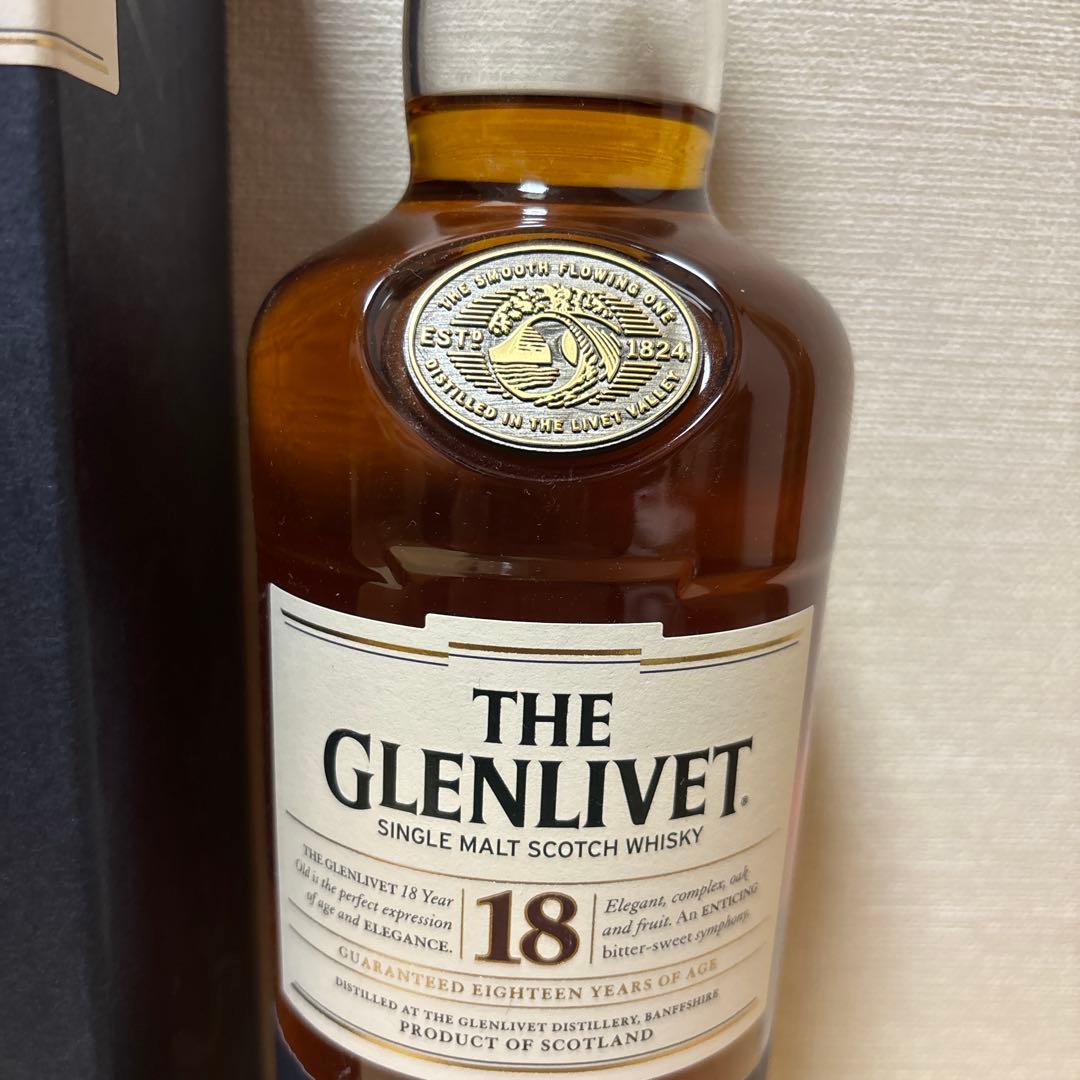 THE SMOOTH FLOWING ONE
ESTD 1824
DISTILLED IN THE LIVET VALLEY
THE
GLENLIVET®
SINGLE MALT SCOTCH WHISKY
THE GLENLIVET 18 Year
Old is the perfect expression
of age and ELEGANCE.
18
Elegant, complex, oak
and fruit. An ENTICING
bitter-sweet symphony.
GUARANTEED EIGHTEEN YEARS OF AGE
DISTILLED AT THE GLENLIVET DISTILLERY, BANFFSHIRE
PRODUCT OF SCOTLAND